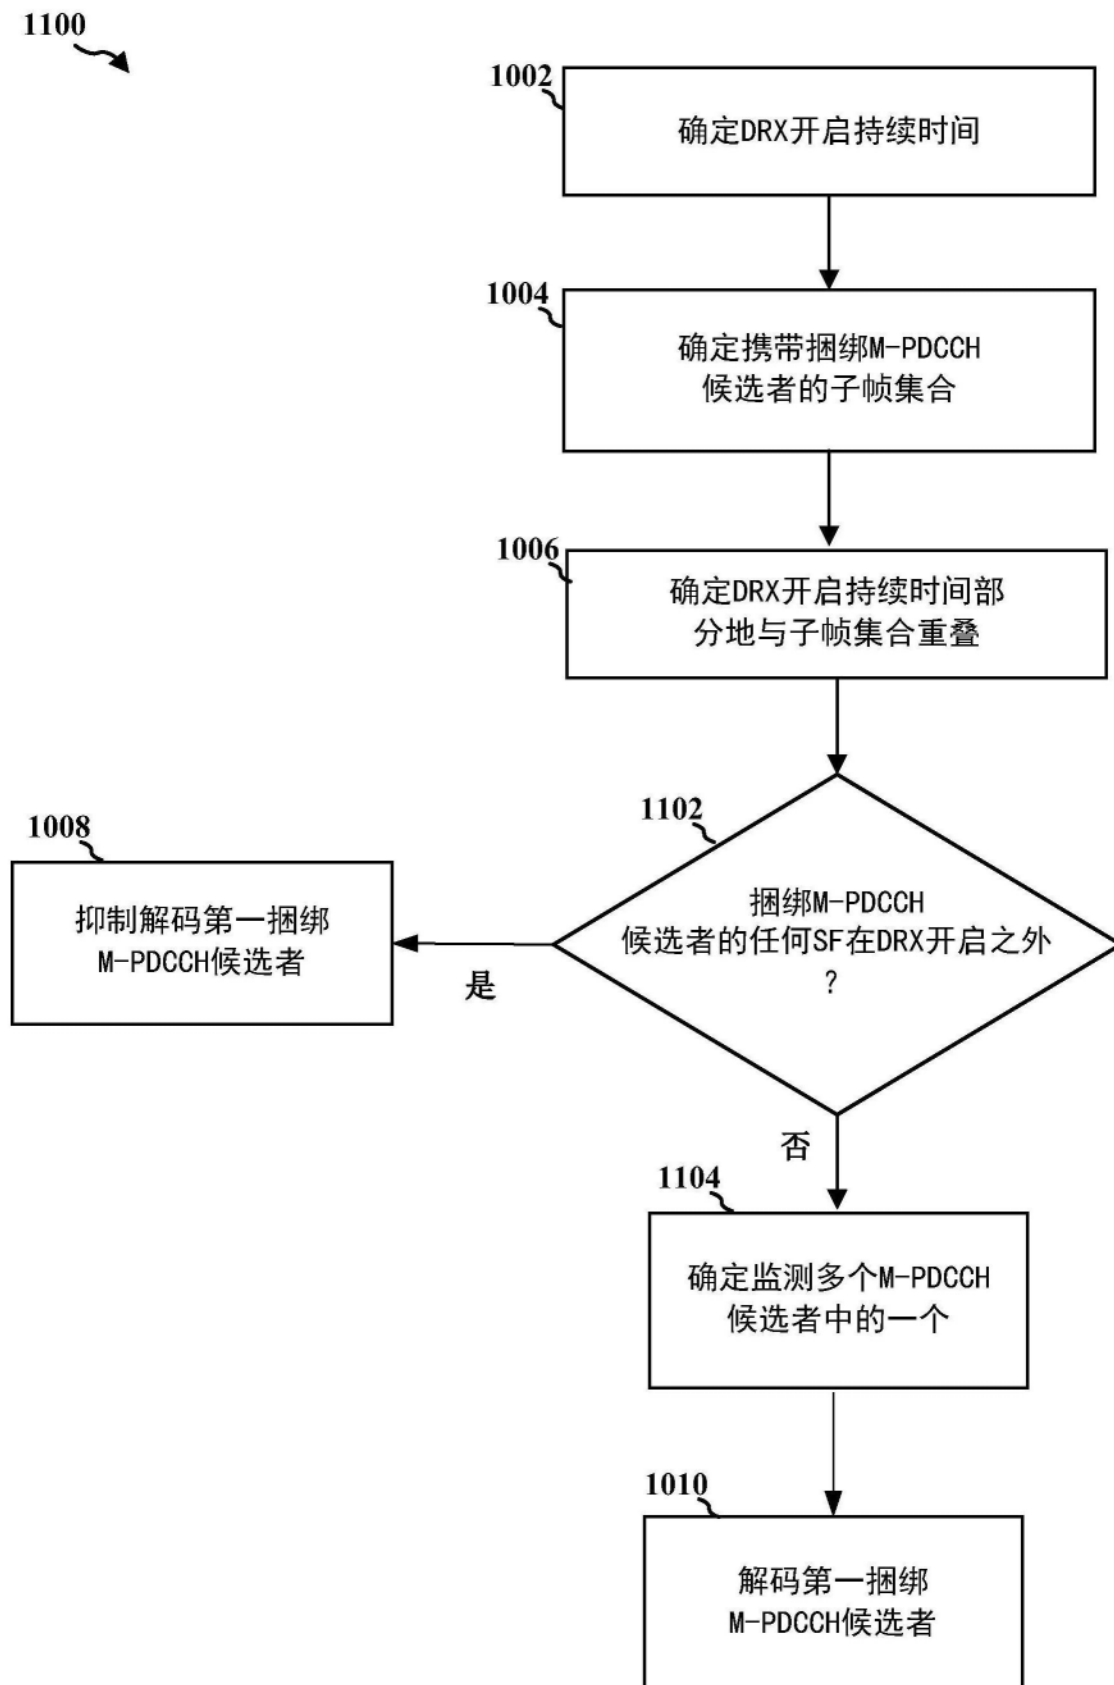 1100
1002
确定DRX开启持续时间
1004
确定携带捆绑M-PDCCH
候选者的子帧集合
1006
确定DRX开启持续时间部
分地与子帧集合重叠
1102
捆绑M-PDCCH
候选者的任何SF在DRX开启之外
?
1008
抑制解码第一捆绑
M-PDCCH候选者
是
否
1104
确定监测多个M-PDCCH
候选者中的一个
1010
解码第一捆绑
M-PDCCH候选者